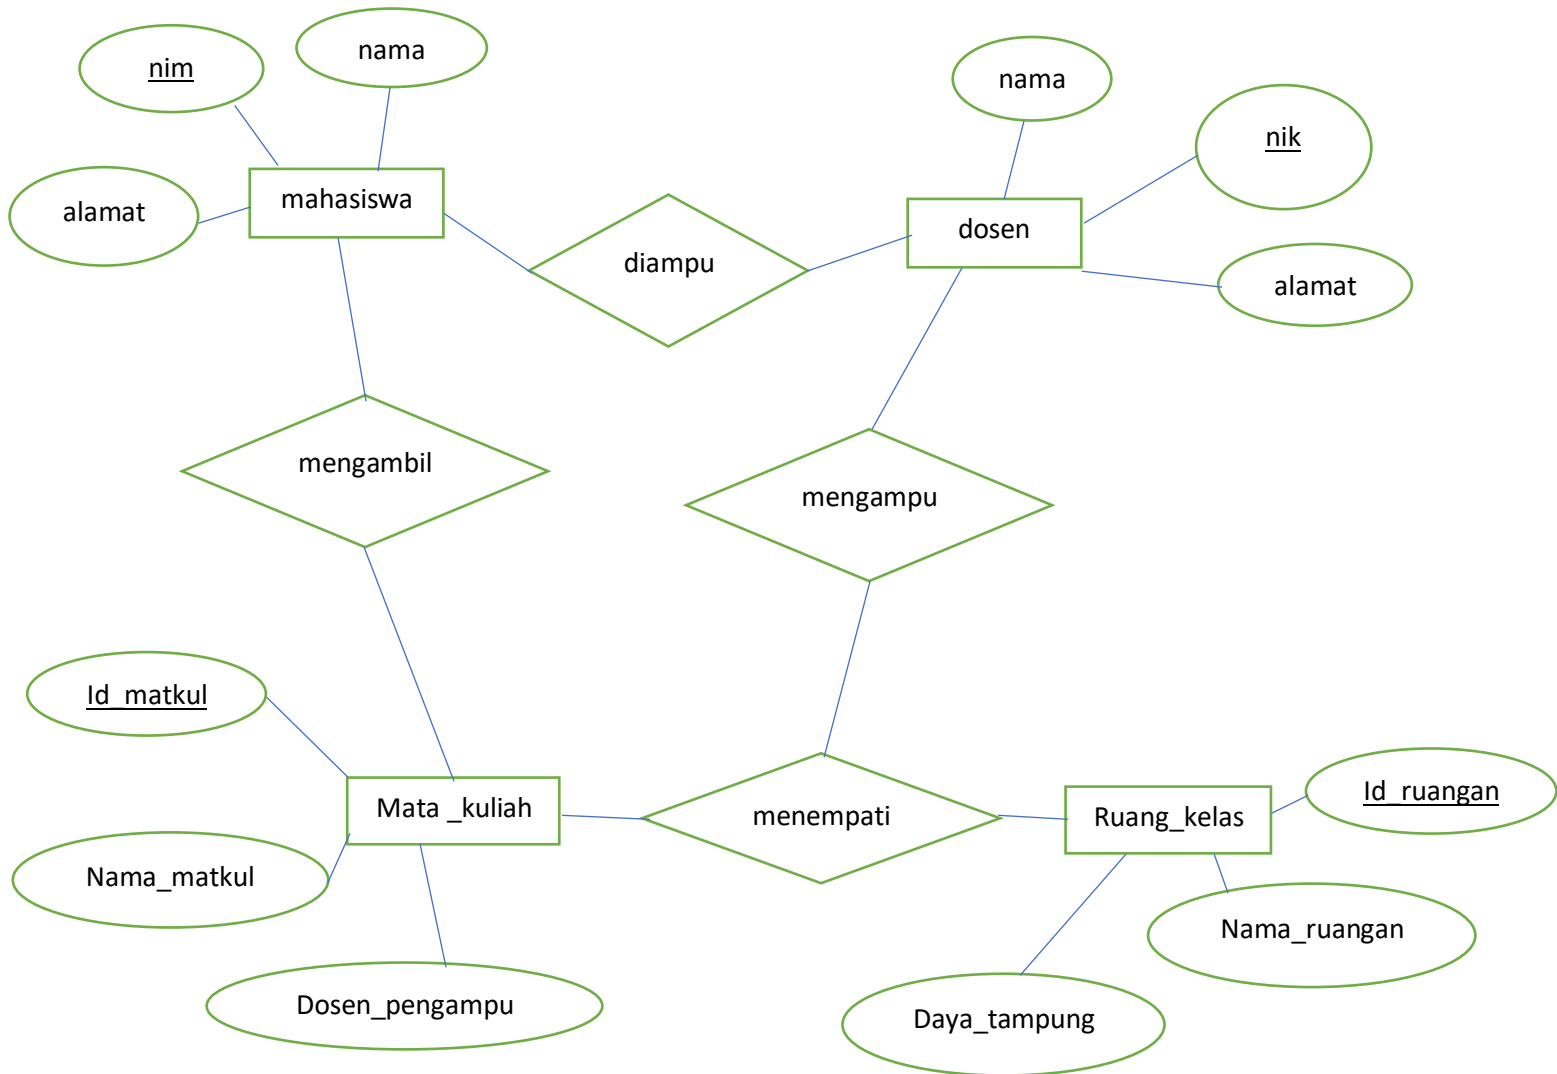 nim
nama
nama
nik
alamat
mahasiswa
dosen
diampu
alamat
mengambil
mengampu
Id_matkul
Mata _kuliah
menempati
Ruang_kelas
Id_ruangan
Nama_matkul
Nama_ruangan
Dosen_pengampu
Daya_tampung